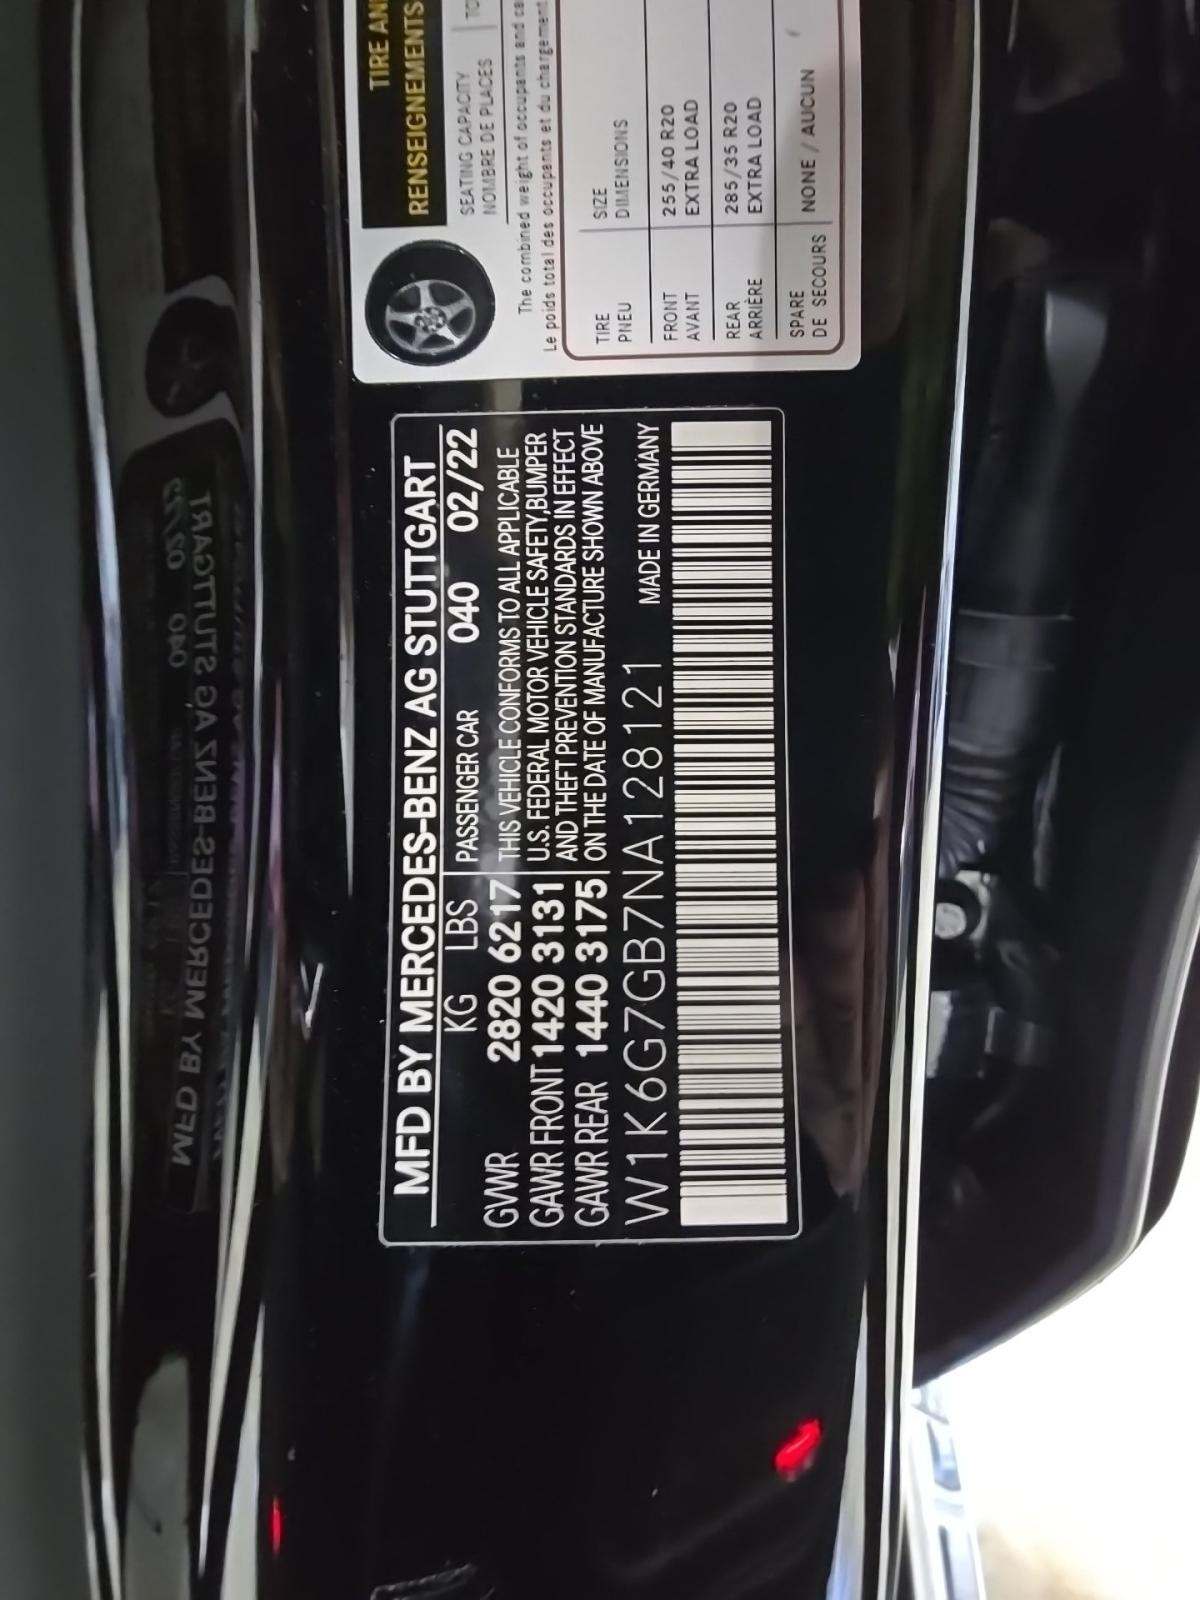 MFD BY MERCEDES-BENZ AG STUTTGART
KG LBS PASSENGER CAR 040 02/22
GVWR 2820 6217 THIS VEHICLE CONFORMS TO ALL APPLICABLE
GAWR FRONT 1420 3131 U.S. FEDERAL MOTOR VEHICLE SAFETY,BUMPER
AND THEFT PREVENTION STANDARDS IN EFFECT
GAWR REAR 1440 3175 ON THE DATE OF MANUFACTURE SHOWN ABOVE
W1K6G7GB7NA128121 MADE IN GERMANY
TIRE
RENSEIGNEMENTS
SEATING CAPACITY
NOMBRE DE PLACES
The combined weight of occupants and
Le poids total des occupants et du chargement
TIRE SIZE
PNEU DIMENSIONS
FRONT 255/40 R20
AVANT EXTRA LOAD
REAR 285/35 R20
ARRIÈRE EXTRA LOAD
SPARE NONE / AUCUN
DE SECOURS